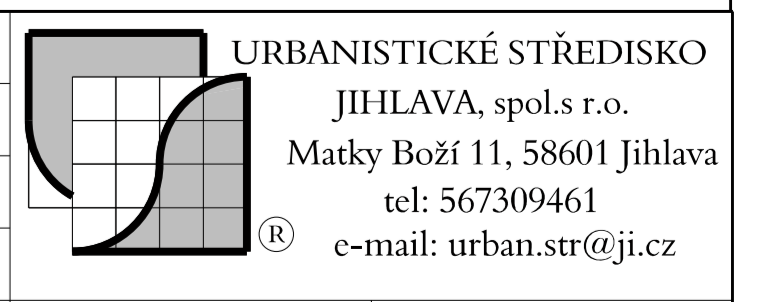 URBANISTICKÉ STŘEDISKO
JIHLAVA, spol.s r.o.
Matky Boží 11, 58601 Jihlava
tel: 567309461
® e-mail: urban.str@ji.cz